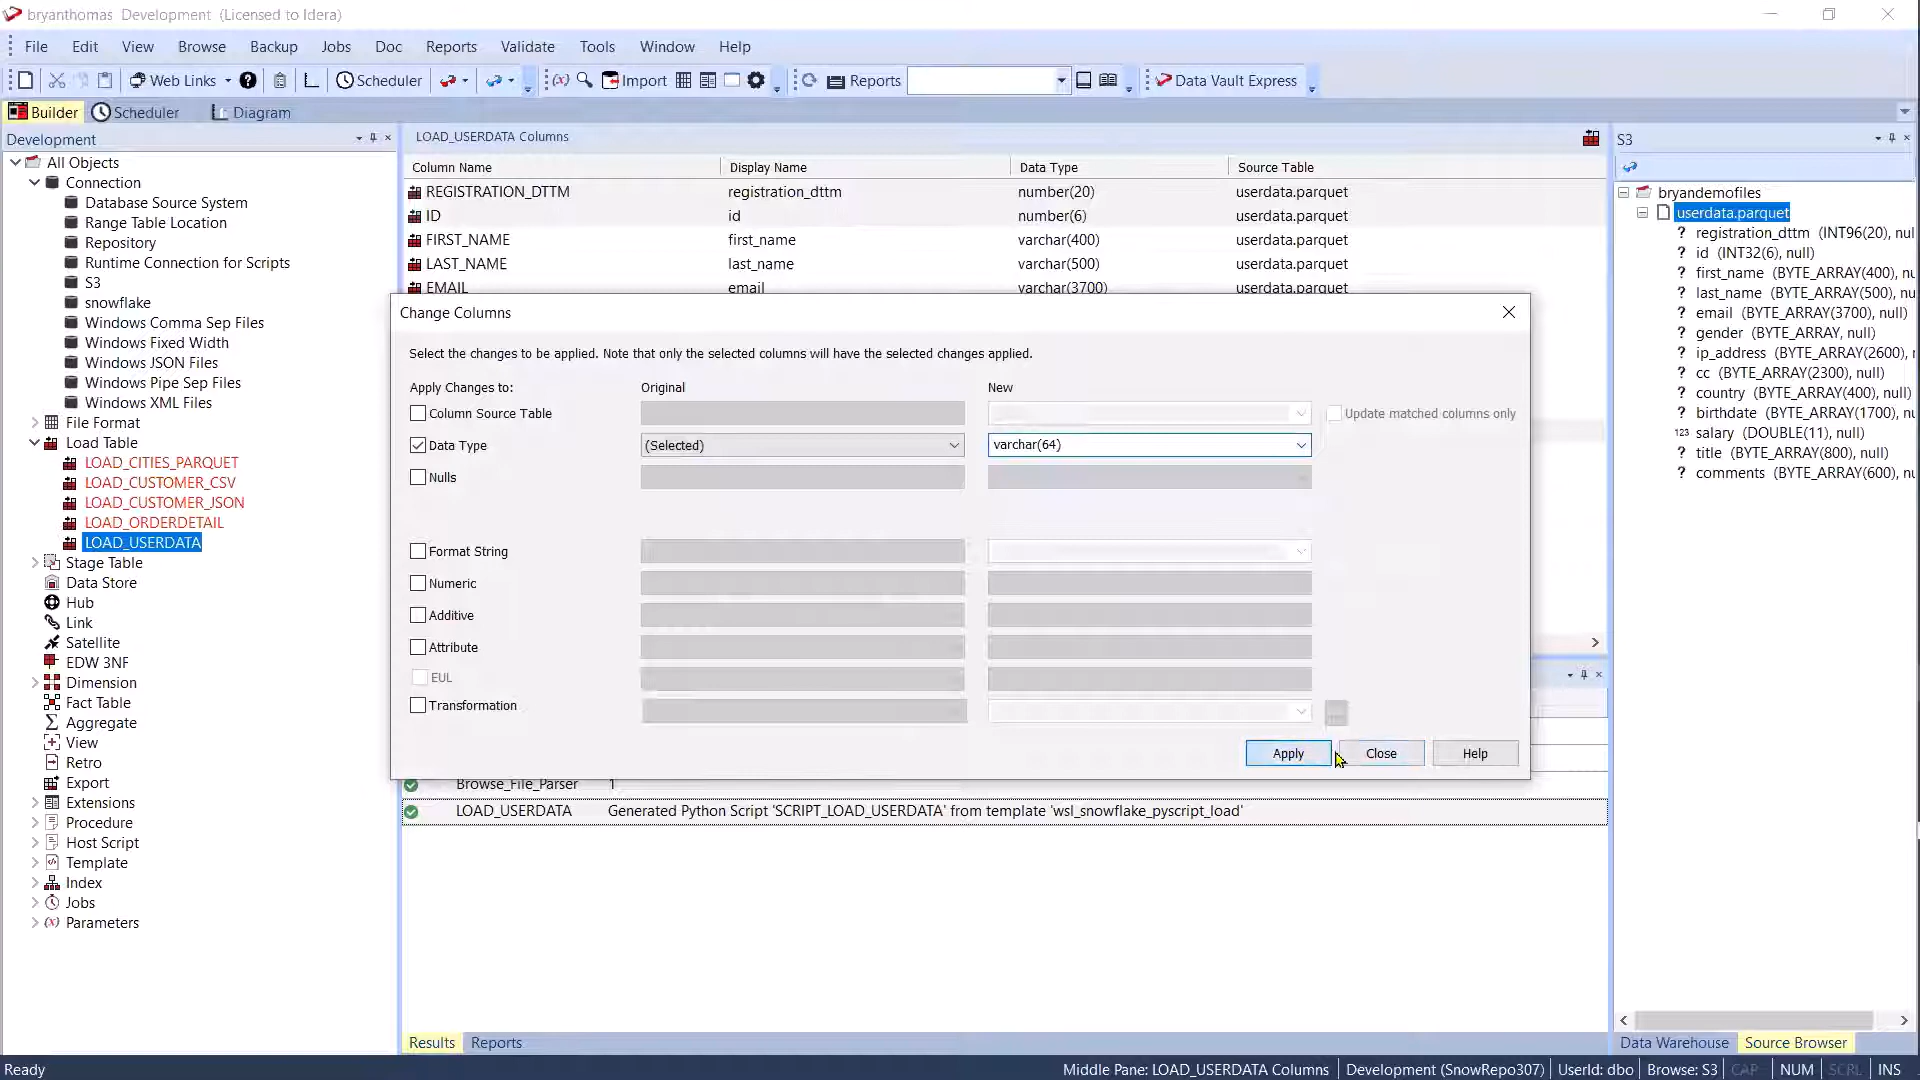 bryanthomas  Development  (Licensed to Idera)
File Edit View Browse Backup Jobs Doc Reports Validate Tools Window Help
Web Links Scheduler Import Reports Data Vault Express
Builder Scheduler Diagram
Development
All Objects
Connection
Database Source System
Range Table Location
Repository
Runtime Connection for Scripts
S3
snowflake
Windows Comma Sep Files
Windows Fixed Width
Windows JSON Files
Windows Pipe Sep Files
Windows XML Files
File Format
Load Table
LOAD_CITIES_PARQUET
LOAD_CUSTOMER_CSV
LOAD_CUSTOMER_JSON
LOAD_ORDERDETAIL
LOAD_USERDATA
Stage Table
Data Store
Hub
Link
Satellite
EDW 3NF
Dimension
Fact Table
Aggregate
View
Retro
Export
Extensions
Procedure
Host Script
Template
Index
Jobs
Parameters
LOAD_USERDATA Columns
Column Name Display Name Data Type Source Table
REGISTRATION_DTTM registration_dttm number(20) userdata.parquet
ID id number(6) userdata.parquet
FIRST_NAME first_name varchar(400) userdata.parquet
LAST_NAME last_name varchar(500) userdata.parquet
EMAIL email varchar(3700) userdata.parquet
Change Columns
Select the changes to be applied. Note that only the selected columns will have the selected changes applied.
Apply Changes to: Original New
Column Source Table Update matched columns only
Data Type (Selected) varchar(64)
Nulls
Format String
Numeric
Additive
Attribute
EUL
Transformation
Apply Close Help
Browse_File_Parser 1
LOAD_USERDATA Generated Python Script 'SCRIPT_LOAD_USERDATA' from template 'wsl_snowflake_pyscript_load'
Results Reports
S3
bryandemofiles
userdata.parquet
? registration_dttm (INT96(20), nul
? id (INT32(6), null)
? first_name (BYTE_ARRAY(400), nu
? last_name (BYTE_ARRAY(500), nu
? email (BYTE_ARRAY(3700), null)
? gender (BYTE_ARRAY, null)
? ip_address (BYTE_ARRAY(2600), r
? cc (BYTE_ARRAY(2300), null)
? country (BYTE_ARRAY(400), null)
? birthdate (BYTE_ARRAY(1700), nu
123 salary (DOUBLE(11), null)
? title (BYTE_ARRAY(800), null)
? comments (BYTE_ARRAY(600), nu
Data Warehouse Source Browser
Ready Middle Pane: LOAD_USERDATA Columns Development (SnowRepo307) UserId: dbo Browse: S3 CAP NUM SCRL INS